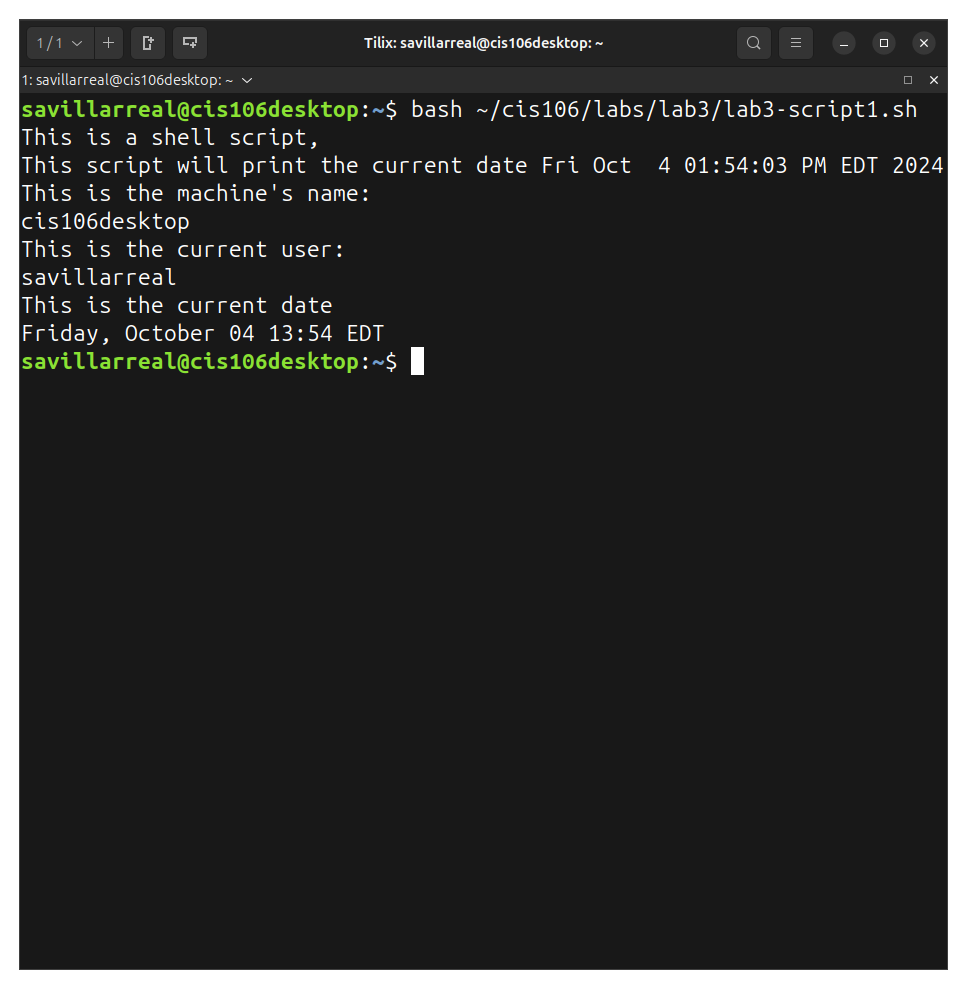 1 / 1
Tilix: savillarreal@cis106desktop: ~
1: savillarreal@cis106desktop: ~
savillarreal@cis106desktop:~$ bash ~/cis106/labs/lab3/lab3-script1.sh
This is a shell script,
This script will print the current date Fri Oct  4 01:54:03 PM EDT 2024
This is the machine's name:
cis106desktop
This is the current user:
savillarreal
This is the current date
Friday, October 04 13:54 EDT
savillarreal@cis106desktop:~$